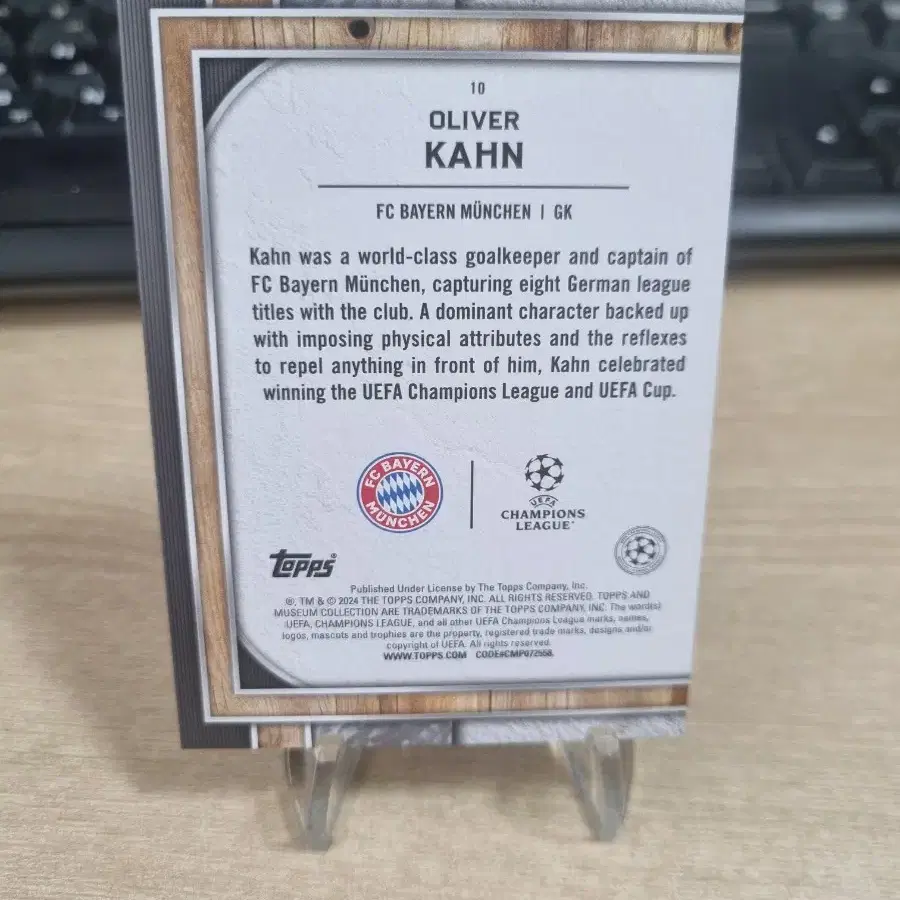 10
OLIVER
KAHN
FC BAYERN MÜNCHEN | GK
Kahn was a world-class goalkeeper and captain of
FC Bayern München, capturing eight German league
titles with the club. A dominant character backed up
with imposing physical attributes and the reflexes
to repel anything in front of him, Kahn celebrated
winning the UEFA Champions League and UEFA Cup.
FC BAYERN
MÜNCHEN
UEFA
CHAMPIONS
LEAGUE
topps
Published Under License by The Topps Company, Inc.
®, TM & © 2024 THE TOPPS COMPANY, INC. ALL RIGHTS RESERVED. TOPPS AND
MUSEUM COLLECTION ARE TRADEMARKS OF THE TOPPS COMPANY, INC. The word(s)
UEFA, CHAMPIONS LEAGUE, and all other UEFA Champions League marks, names,
logos, mascots and trophies are the property, registered trade marks, designs and/or
copyright of UEFA. All rights reserved.
WWW.TOPPS.COM CODE#CMP072558.